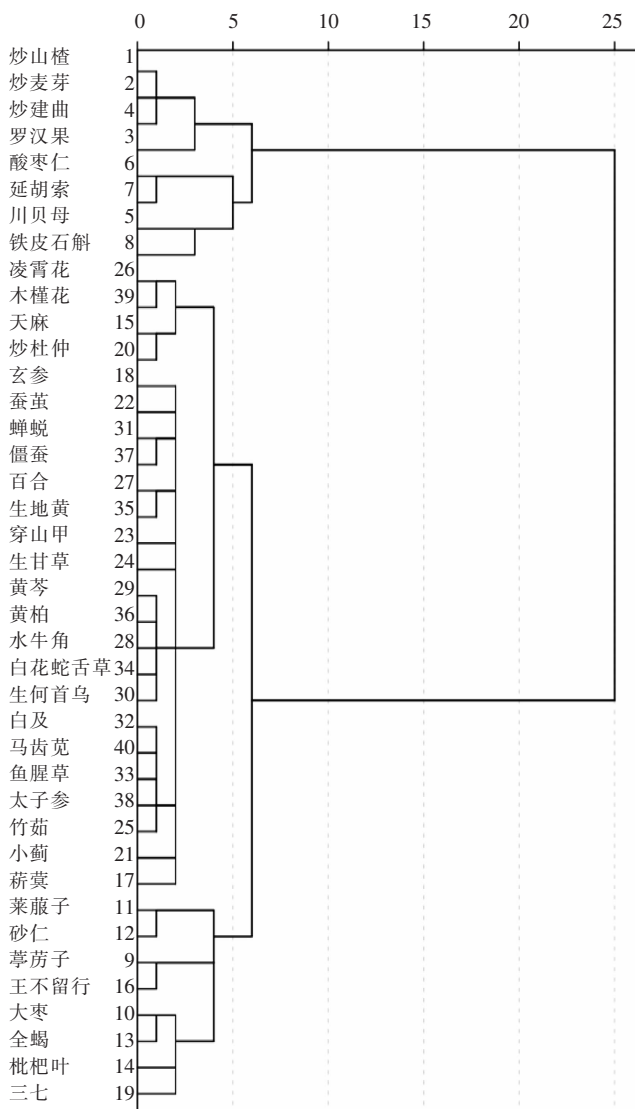 0 5 10 15 20 25
炒山楂 1
炒麦芽 2
炒建曲 4
罗汉果 3
酸枣仁 6
延胡索 7
川贝母 5
铁皮石斛 8
凌霄花 26
木槿花 39
天麻 15
炒杜仲 20
玄参 18
蚕茧 22
蝉蜕 31
僵蚕 37
百合 27
生地黄 35
穿山甲 23
生甘草 24
黄芩 29
黄柏 36
水牛角 28
白花蛇舌草 34
生何首乌 30
白及 32
马齿苋 40
鱼腥草 33
太子参 38
竹茹 25
小蓟 21
菥蓂 17
莱菔子 11
砂仁 12
葶苈子 9
王不留行 16
大枣 10
全蝎 13
枇杷叶 14
三七 19